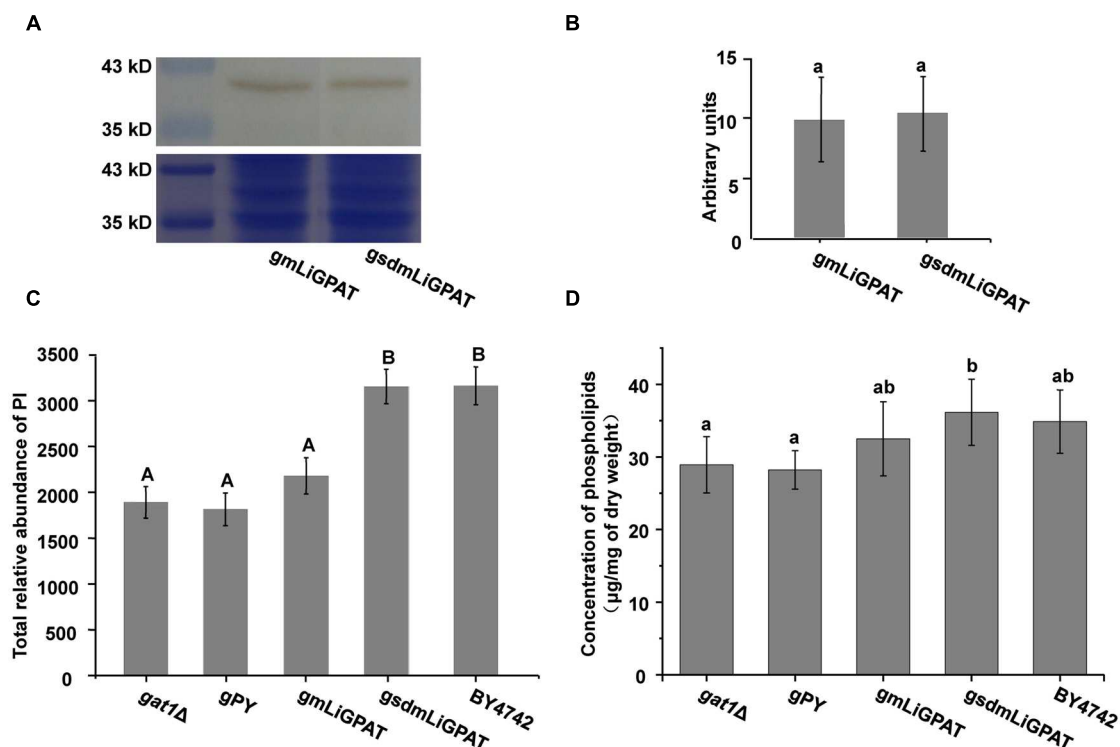 A
43 kD
35 kD
43 kD
35 kD
gmLiGPAT
gsdmLiGPAT
B
Arbitrary units
15
10
5
0
a
a
gmLiGPAT
gsdmLiGPAT
C
Total relative abundance of PI
3500
3000
2500
2000
1500
1000
500
0
A
A
A
B
B
gat1Δ
gPY
gmLiGPAT
gsdmLiGPAT
BY4742
D
Concentration of phospholipids
(μg/mg of dry weight)
40
30
20
10
0
a
a
ab
b
ab
gat1Δ
gPY
gmLiGPAT
gsdmLiGPAT
BY4742